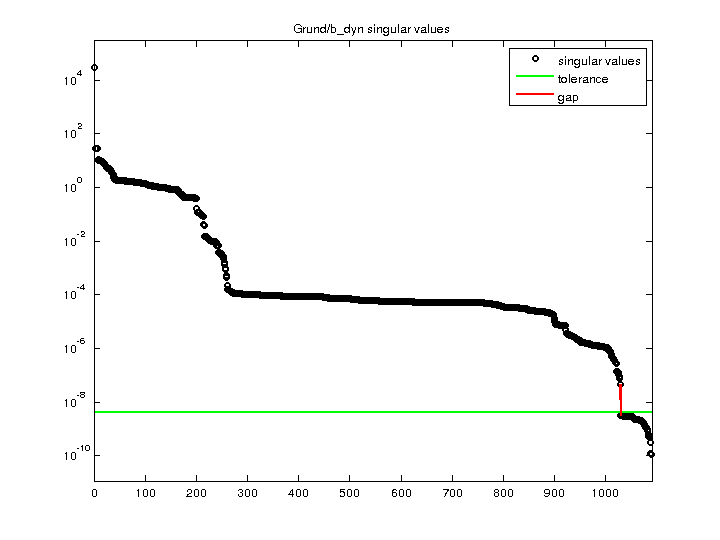 Grund/b_dyn singular values
singular values
tolerance
gap
10^4
10^2
10^0
10^-2
10^-4
10^-6
10^-8
10^-10
0 100 200 300 400 500 600 700 800 900 1000